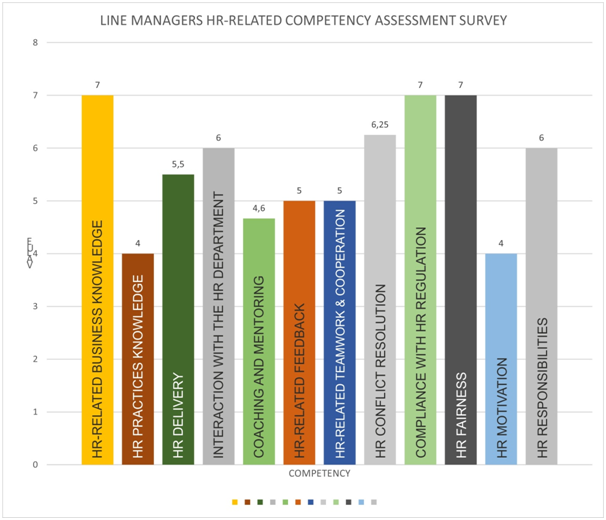 LINE MANAGERS HR-RELATED COMPETENCY ASSESSMENT SURVEY
8
7
6
5
4
3
2
1
0
VALUE
7
4
5,5
6
4,6
5
5
6,25
7
7
4
6
HR-RELATED BUSINESS KNOWLEDGE
HR PRACTICES KNOWLEDGE
HR DELIVERY
INTERACTION WITH THE HR DEPARTMENT
COACHING AND MENTORING
HR-RELATED FEEDBACK
HR-RELATED TEAMWORK & COOPERATION
HR CONFLICT RESOLUTION
COMPLIANCE WITH HR REGULATION
HR FAIRNESS
HR MOTIVATION
HR RESPONSIBILITIES
COMPETENCY